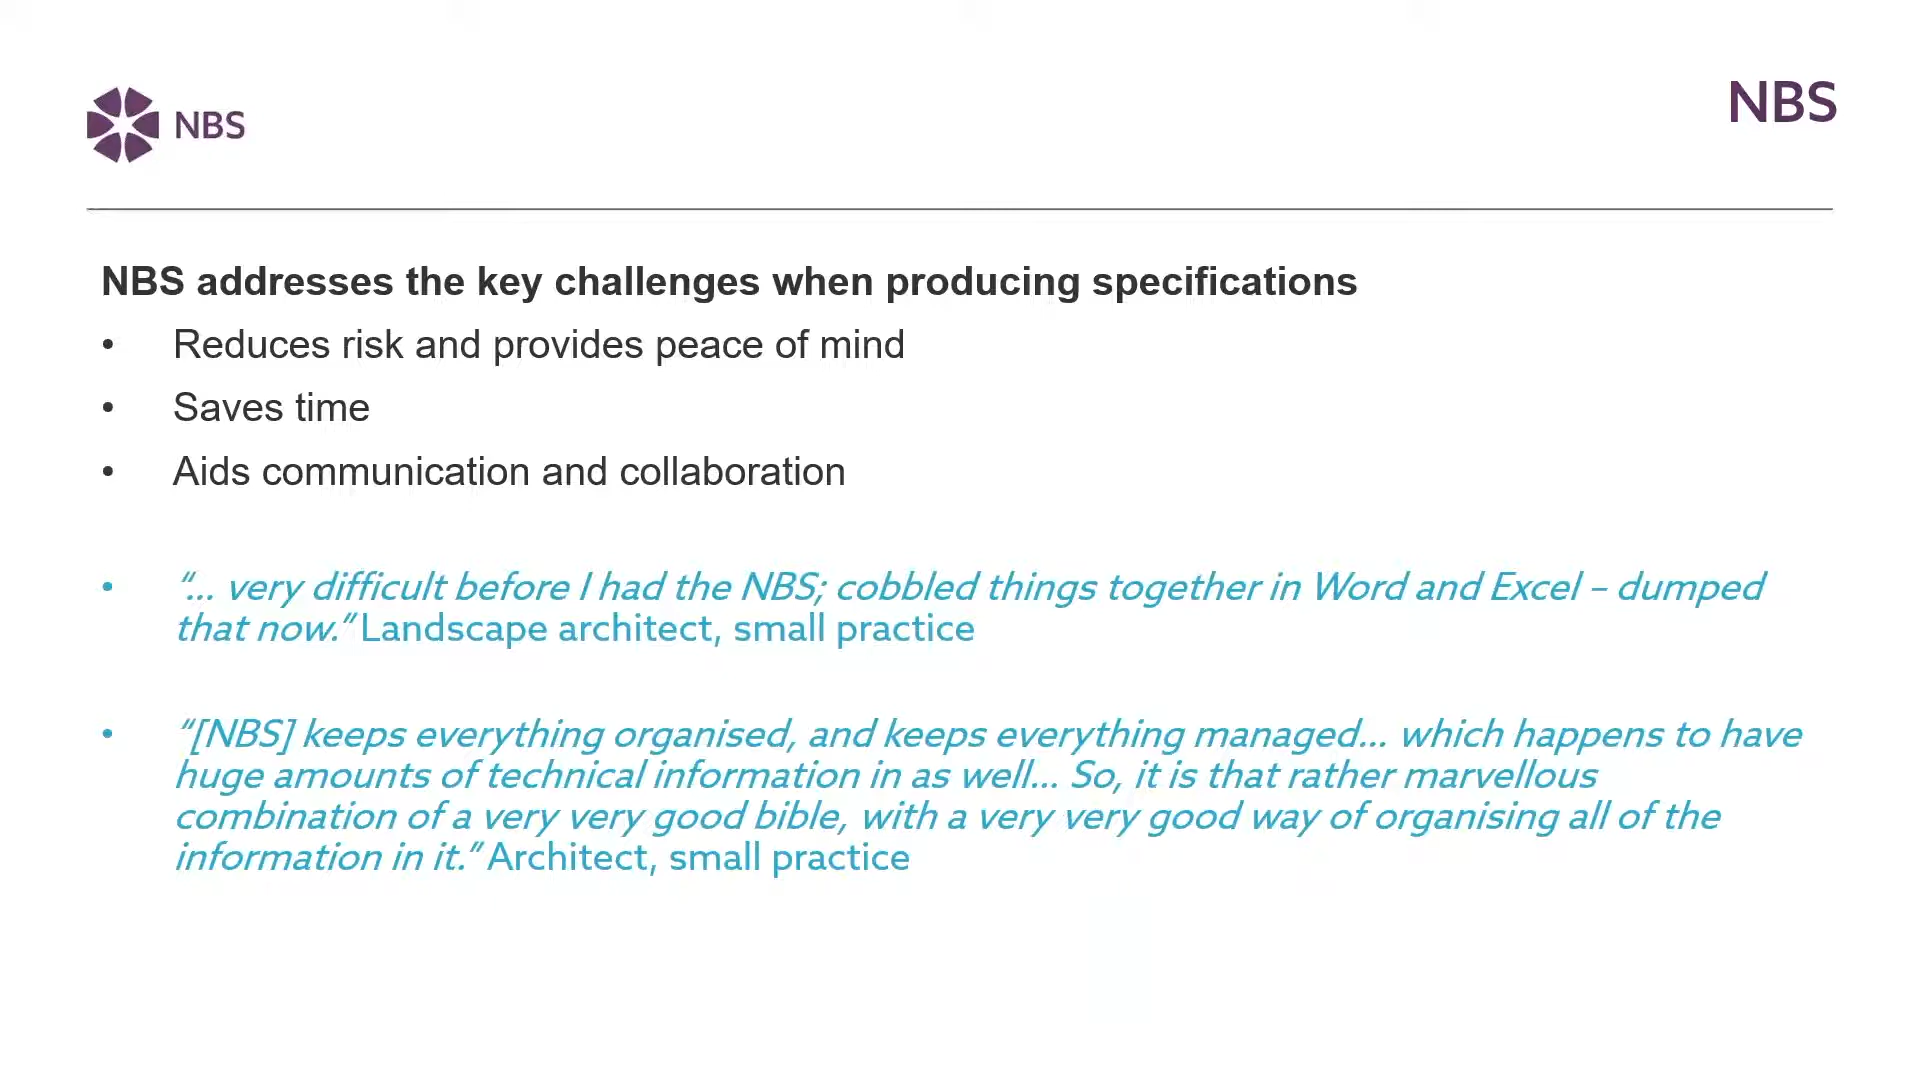 NBS
NBS
NBS addresses the key challenges when producing specifications
• Reduces risk and provides peace of mind
• Saves time
• Aids communication and collaboration
• “... very difficult before I had the NBS; cobbled things together in Word and Excel – dumped
that now.” Landscape architect, small practice
• “[NBS] keeps everything organised, and keeps everything managed... which happens to have
huge amounts of technical information in as well... So, it is that rather marvellous
combination of a very very good bible, with a very very good way of organising all of the
information in it.” Architect, small practice